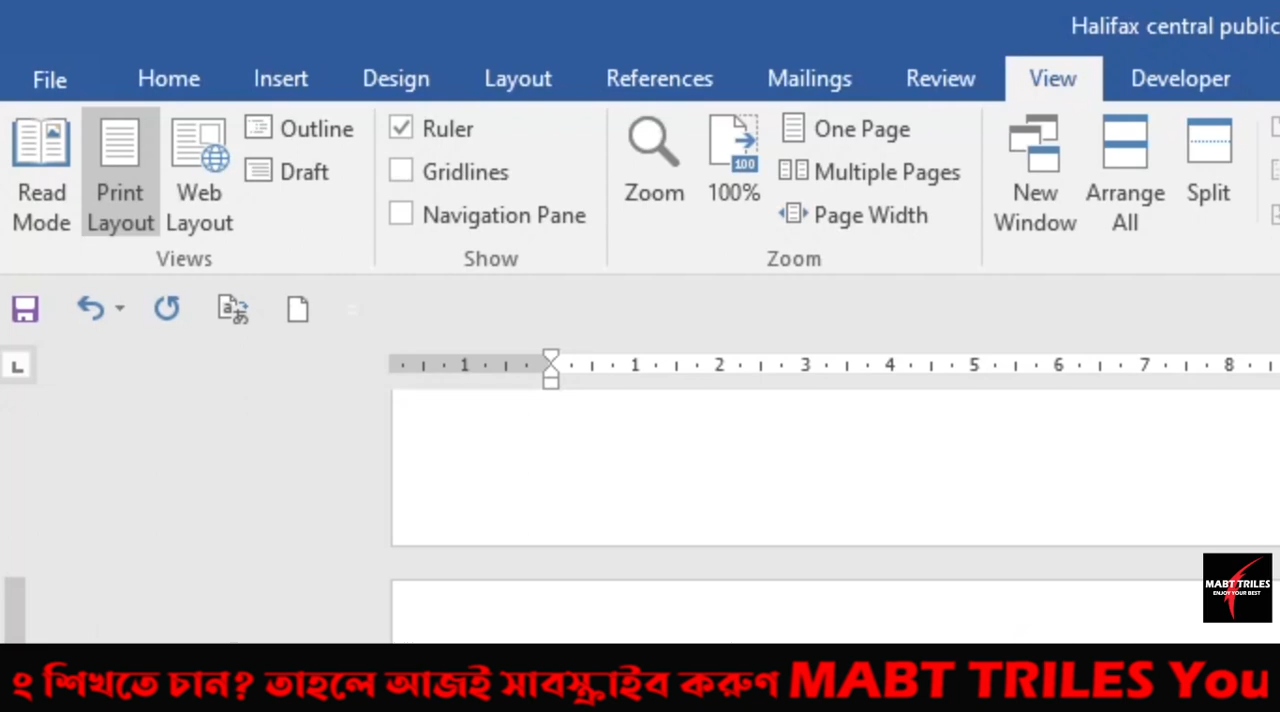 Halifax central public
File Home Insert Design Layout References Mailings Review View Developer
Read Mode
Print Layout
Web Layout
Outline
Draft
Views
Ruler
Gridlines
Navigation Pane
Show
Zoom
100
100%
One Page
Multiple Pages
Page Width
Zoom
New Window
Arrange All
Split
L
1 1 2 3 4 5 6 7 8
MABT TRILES
ENJOY YOUR BEST
ং শিখতে চান? তাহলে আজই সাবস্ক্রাইব করুণ MABT TRILES You